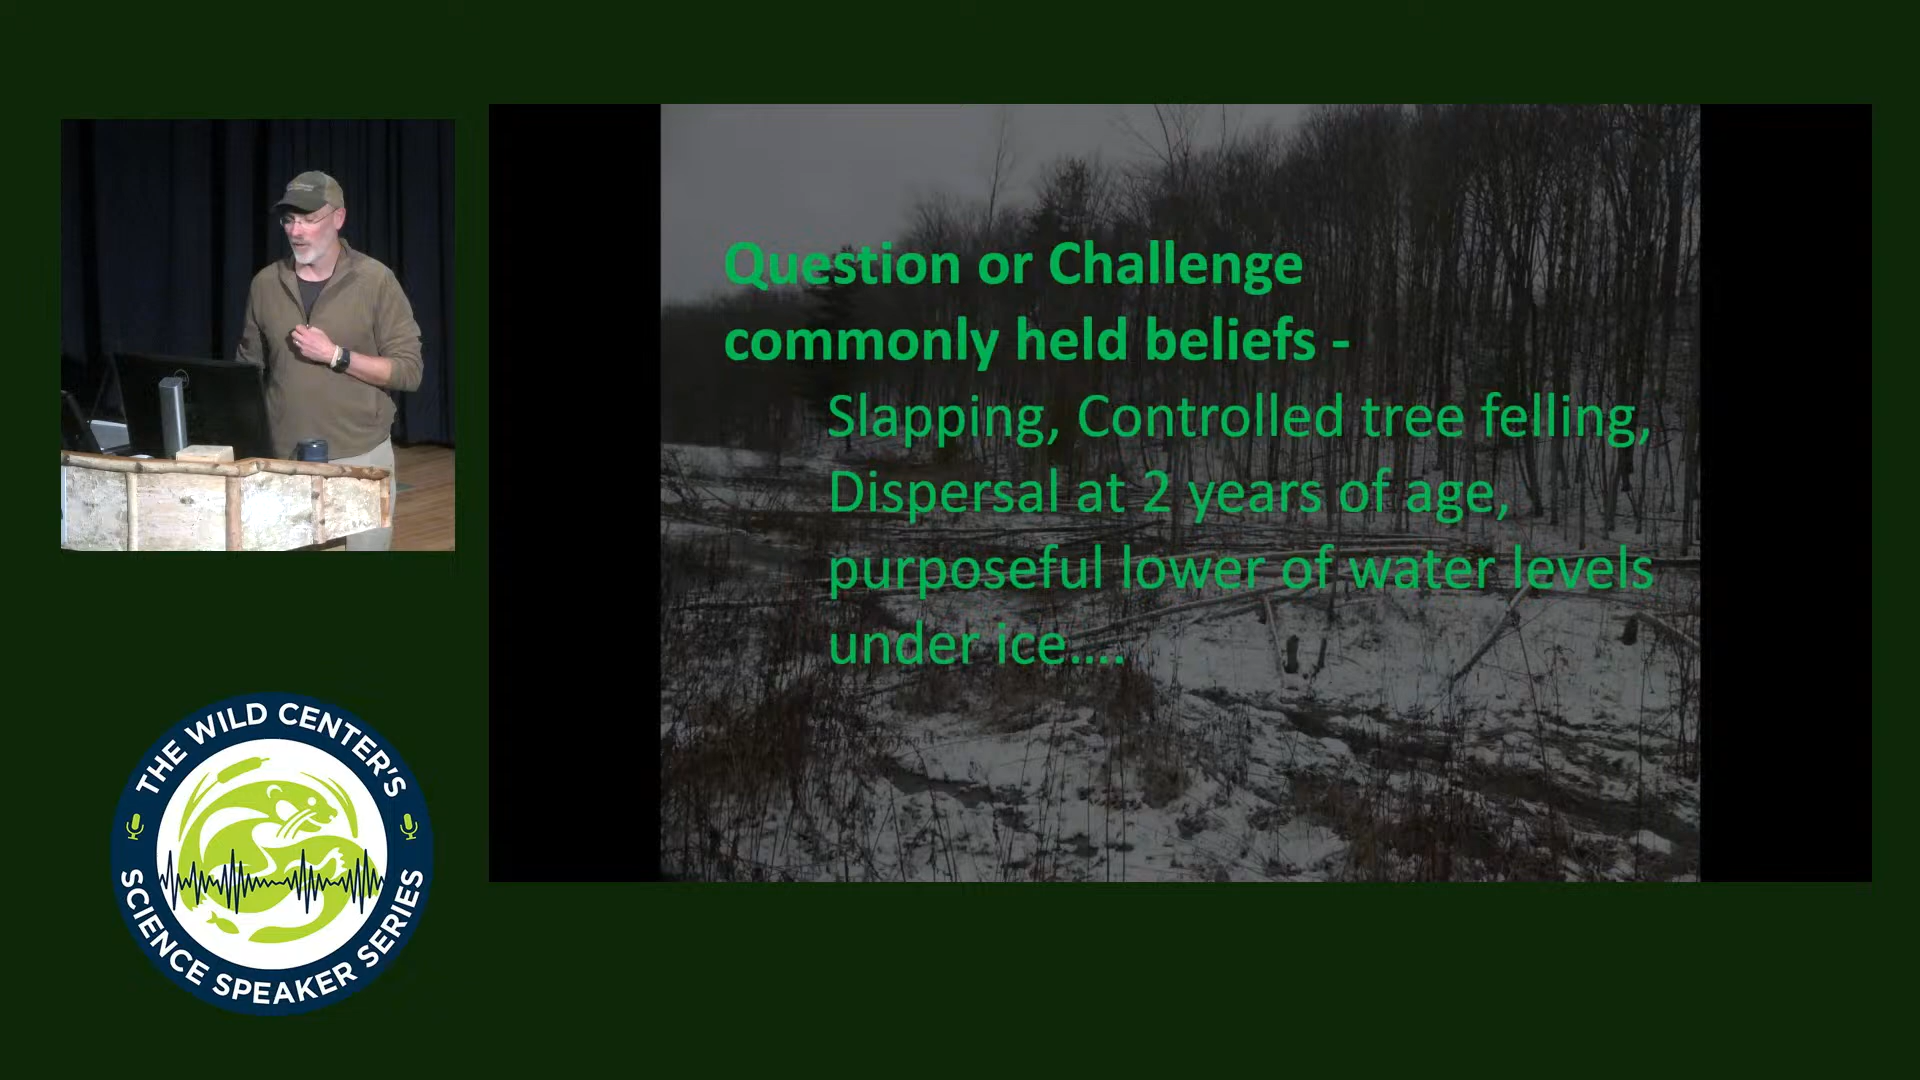 Question or Challenge
commonly held beliefs -
Slapping, Controlled tree felling,
Dispersal at 2 years of age,
purposeful lower of water levels
under ice….
THE WILD CENTER'S
SCIENCE SPEAKER SERIES